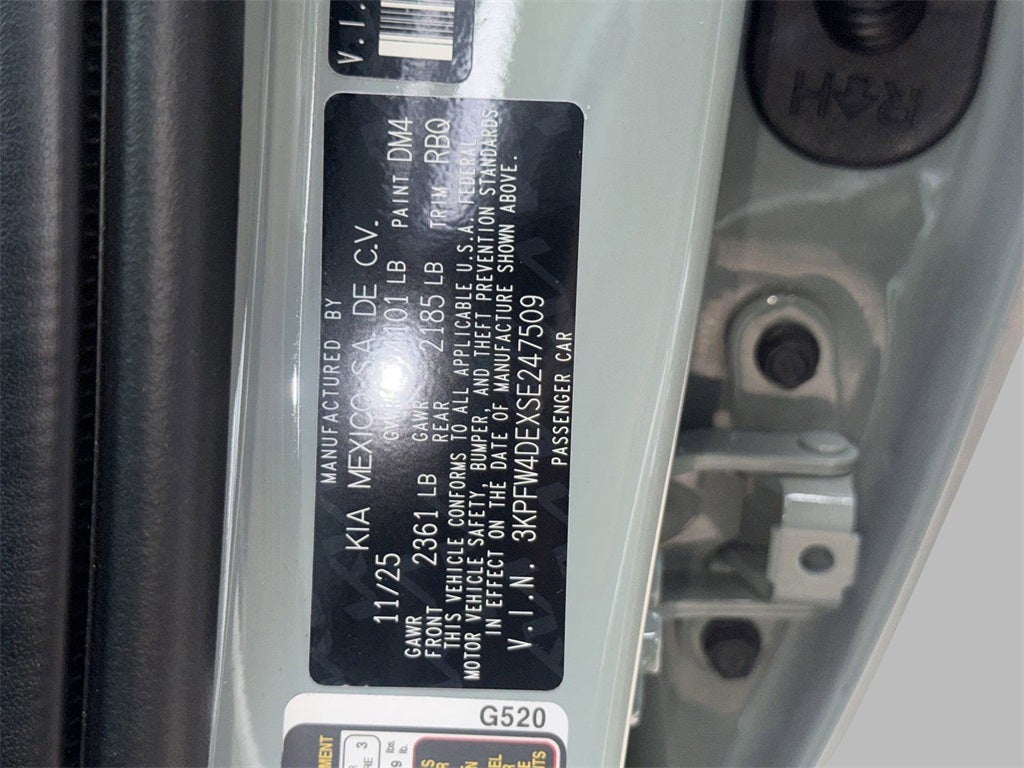 V.I.
MANUFACTURED BY
KIA MEXICO S.A. DE C.V.
11/25 101 LB PAINT DM4
GAWR FRONT 2361 LB GAWR REAR 2185 LB TRIM RBQ
THIS VEHICLE CONFORMS TO ALL APPLICABLE U.S.A. FEDERAL
MOTOR VEHICLE SAFETY, BUMPER, AND THEFT PREVENTION STANDARDS
IN EFFECT ON THE DATE OF MANUFACTURE SHOWN ABOVE.
V.I.N. 3KPFW4DEXSE247509
PASSENGER CAR
G520
RH